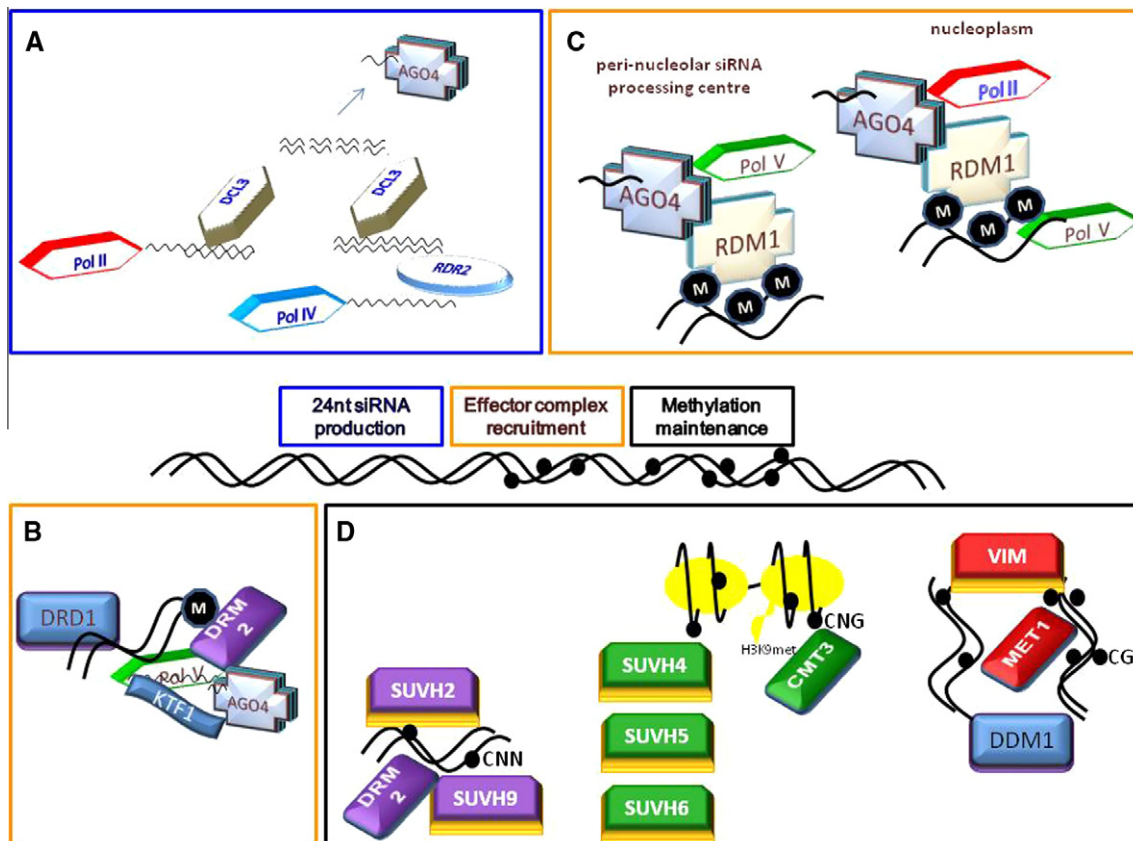 A
AGO4
DCL3
DCL3
Pol II
RDR2
Pol IV
C
peri-nucleolar siRNA
processing centre
nucleoplasm
AGO4
Pol II
RDM1
AGO4
Pol V
M
M
M
Pol V
RDM1
M
M
M
24nt siRNA
production
Effector complex
recruitment
Methylation
maintenance
B
DRD1
M
DRM
2
Pol V
KTF1
AGO4
D
SUVH2
CNN
DRM
2
SUVH9
SUVH4
SUVH5
SUVH6
H3K9met
CNG
CMT3
VIM
MET1
CG
DDM1